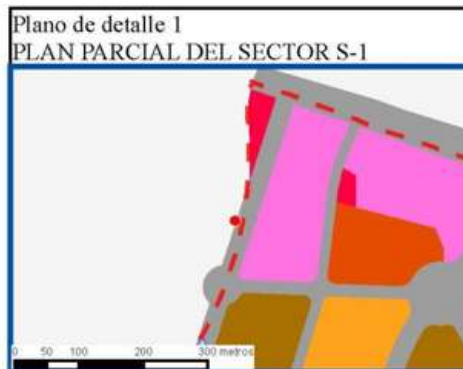 Plano de detalle 1
PLAN PARCIAL DEL SECTOR S-1
0 50 100 200 300 metros